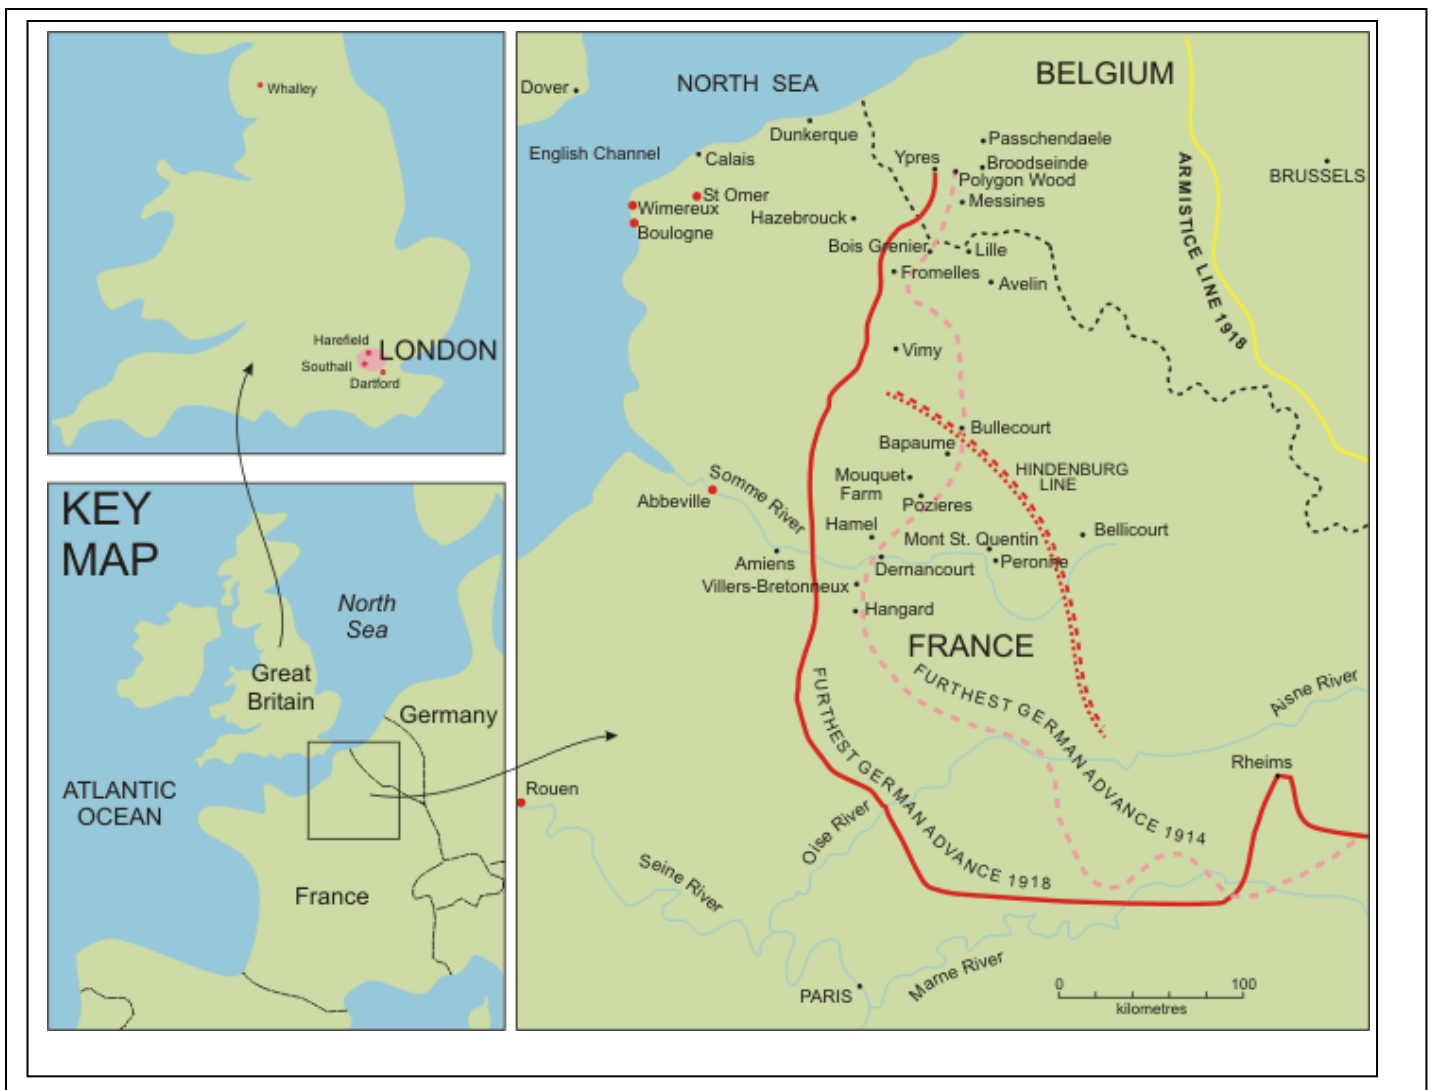 Whalley
Harefield
LONDON
Southall
Dartford
KEY
MAP
North
Sea
Great
Britain
Germany
ATLANTIC
OCEAN
France
Dover
NORTH SEA
BELGIUM
Dunkerque
English Channel
Calais
Passchendaele
Ypres
Broodseinde
Polygon Wood
BRUSSELS
St Omer
Wimereux
Messines
Hazebrouck
Boulogne
Bois Grenier
Lille
ARMISTICE LINE 1918
Fromelles
Avelin
Vimy
Bullecourt
Bapaume
HINDENBURG
LINE
Mouquet
Farm
Somme River
Abbeville
Pozieres
Hamel
Mont St. Quentin
Bellicourt
Amiens
Dernancourt
Peronne
Villers-Bretonneux
Hangard
FRANCE
FURTHEST GERMAN ADVANCE 1914
FURTHEST GERMAN ADVANCE 1918
Aisne River
Rheims
Rouen
Oise River
Seine River
Marne River
PARIS
0 100
kilometres